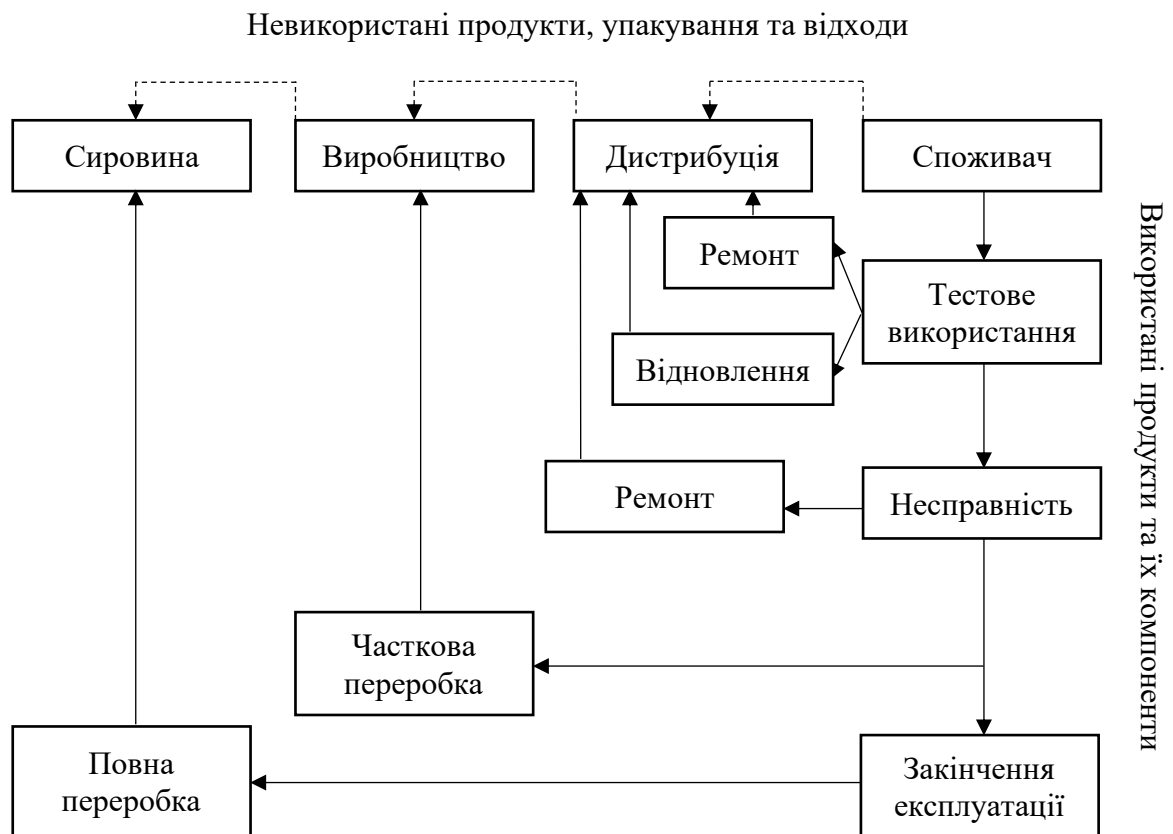 Невикористані продукти, упакування та відходи
Сировина
Виробництво
Дистрибуція
Споживач
Ремонт
Тестове
використання
Відновлення
Ремонт
Несправність
Часткова
переробка
Повна
переробка
Закінчення
експлуатації
Використані продукти та їх компоненти